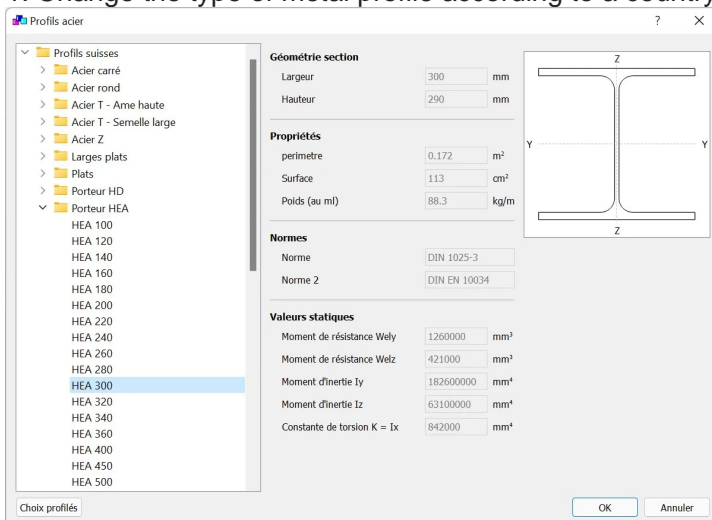 1. Change the type of metal profile according to a country
Profils acier
? X
Profils suisses
Acier carré
Acier rond
Acier T - Ame haute
Acier T - Semelle large
Acier Z
Larges plats
Plats
Porteur HD
Porteur HEA
HEA 100
HEA 120
HEA 140
HEA 160
HEA 180
HEA 200
HEA 220
HEA 240
HEA 260
HEA 280
HEA 300
HEA 320
HEA 340
HEA 360
HEA 400
HEA 450
HEA 500
Géométrie section
Largeur 300 mm
Hauteur 290 mm
Propriétés
perimetre 0.172 m²
Surface 113 cm²
Poids (au ml) 88.3 kg/m
Normes
Norme DIN 1025-3
Norme 2 DIN EN 10034
Valeurs statiques
Moment de résistance Wely 1260000 mm³
Moment de résistance Welz 421000 mm³
Moment d'inertie Iy 182600000 mm⁴
Moment d'inertie Iz 63100000 mm⁴
Constante de torsion K = Ix 842000 mm⁴
Z
Y Y
Z
Choix profilés
OK Annuler